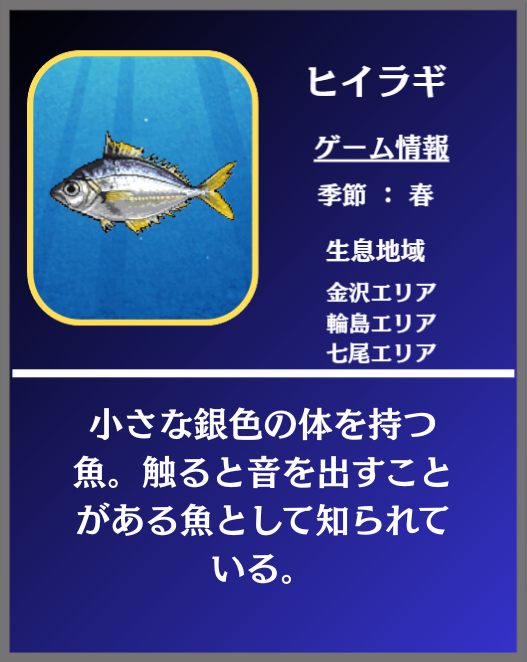 ヒイラギ
ゲーム情報
季節 : 春
生息地域
金沢エリア
輪島エリア
七尾エリア
小さな銀色の体を持つ
魚。触ると音を出すこと
がある魚として知られて
いる。